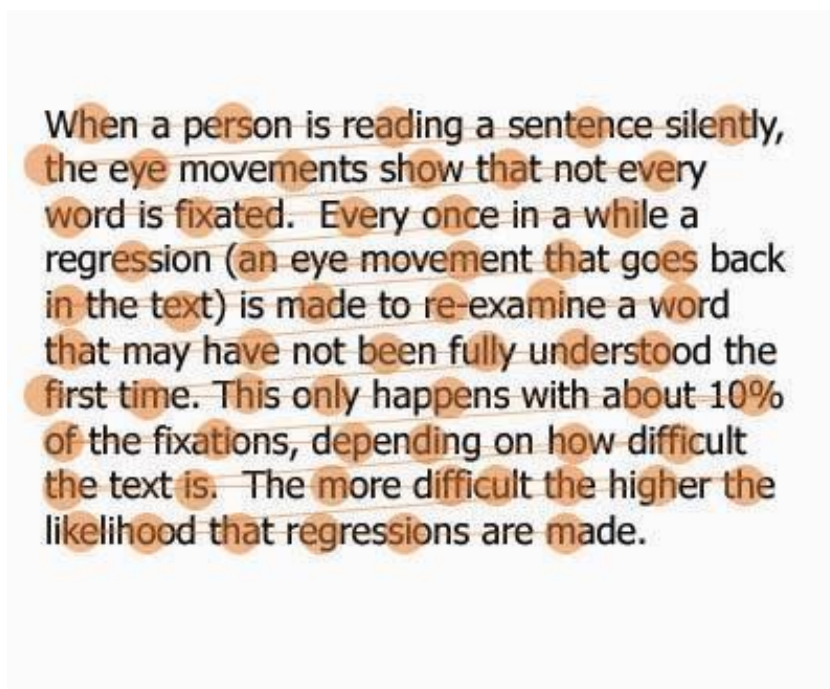 When a person is reading a sentence silently,
the eye movements show that not every
word is fixated.  Every once in a while a
regression (an eye movement that goes back
in the text) is made to re-examine a word
that may have not been fully understood the
first time. This only happens with about 10%
of the fixations, depending on how difficult
the text is.  The more difficult the higher the
likelihood that regressions are made.